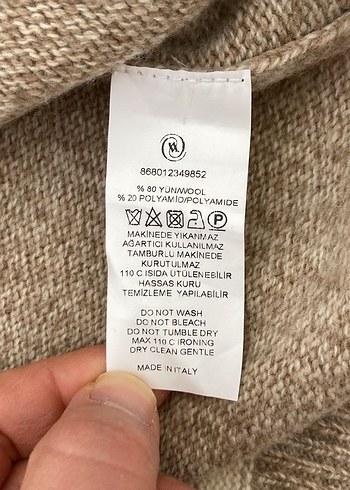 868012349852
% 80 YÜN/WOOL
% 20 POLYAMİD/POLYAMIDE
P
MAKİNEDE YIKANMAZ
AĞARTICI KULLANILMAZ
TAMBURLU MAKİNEDE
KURUTULMAZ
110 C ISIDA ÜTÜLENEBİLİR
HASSAS KURU
TEMİZLEME YAPILABİLİR
DO NOT WASH
DO NOT BLEACH
DO NOT TUMBLE DRY
MAX 110 C IRONING
DRY CLEAN GENTLE
MADE IN ITALY